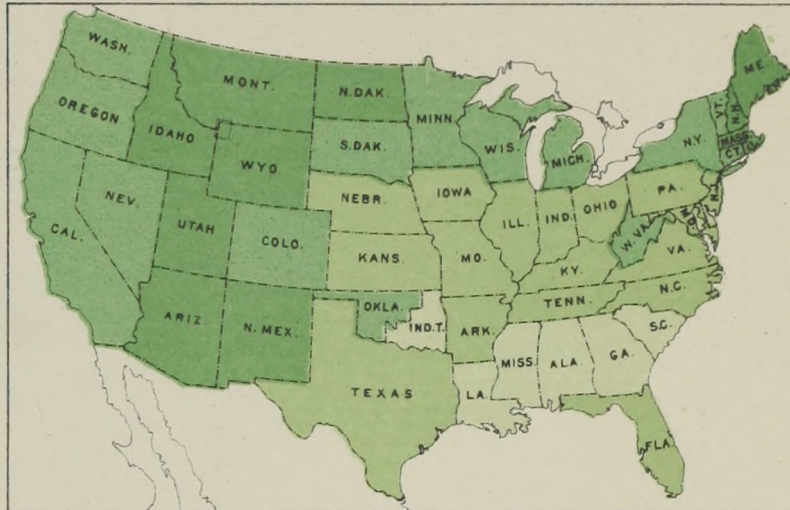 WASH.
OREGON
CAL.
NEV.
IDAHO
MONT.
WYO.
UTAH
COLO.
ARIZ.
N. MEX.
N. DAK.
S. DAK.
NEBR.
KANS.
OKLA.
IND. T.
TEXAS
MINN.
IOWA
MO.
ARK.
LA.
WIS.
ILL.
MICH.
IND.
OHIO
KY.
TENN.
MISS.
ALA.
GA.
FLA.
S.C.
N.C.
VA.
W. VA.
MD.
PA.
N.Y.
VT.
N.H.
ME.
MASS.
CT.